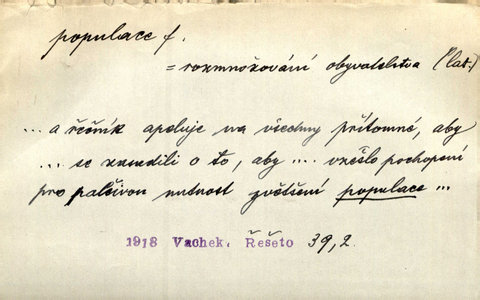 populace f.
= rozmnožování obyvatelstva (lat.)
... a řečník apeluje na všechny přítomné, aby
... se zasadili o to, aby .... vzešlo pochopení
pro palčivou nutnost zvětšení populace ...
1918 Vachek, Řešeto 39,2.